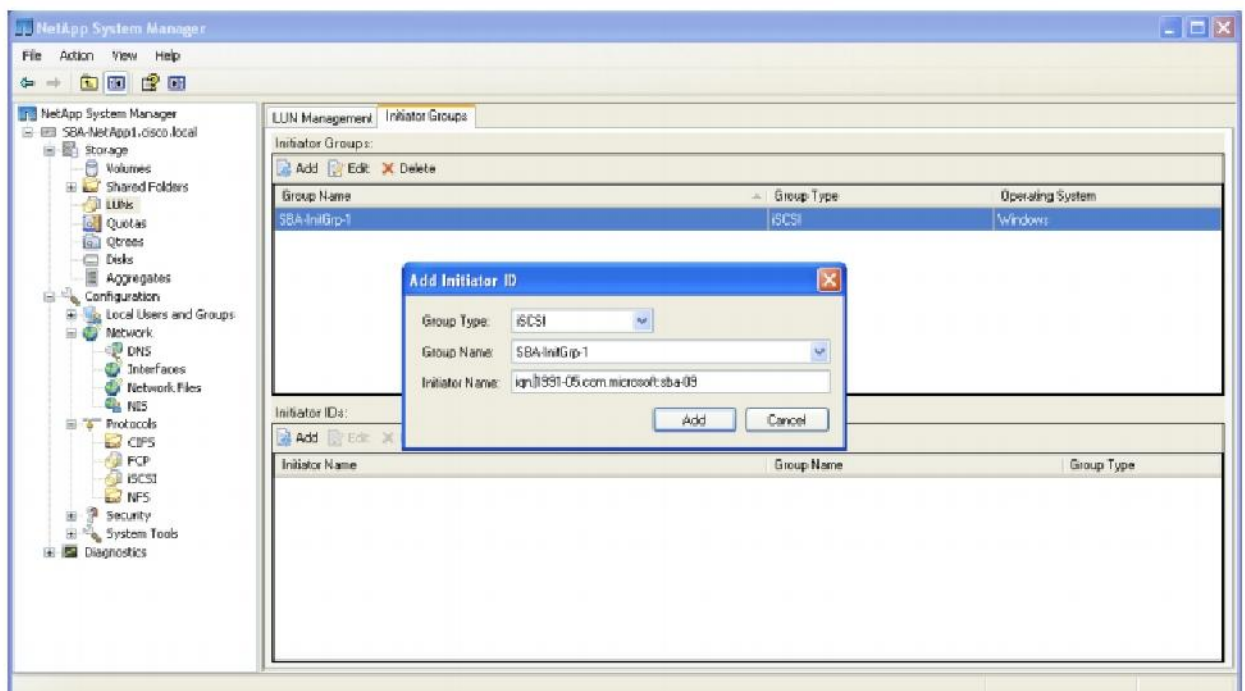 NetApp System Manager
File Action View Help
NetApp System Manager
SBA-NetApp1.cisco.local
Storage
Volumes
Shared Folders
LUNs
Quotas
Qtrees
Disks
Aggregates
Configuration
Local Users and Groups
Network
DNS
Interfaces
Network Files
NIS
Protocols
CIFS
FCP
iSCSI
NFS
Security
System Tools
Diagnostics
LUN Management Initiator Groups
Initiator Groups:
Add Edit Delete
Group Name Group Type Operating System
SBA-InitGrp-1 iSCSI Windows
Add Initiator ID
Group Type: iSCSI
Group Name: SBA-InitGrp-1
Initiator Name: iqn.1991-05.com.microsoft:sba-09
Add Cancel
Initiator IDs:
Add Edit
Initiator Name Group Name Group Type